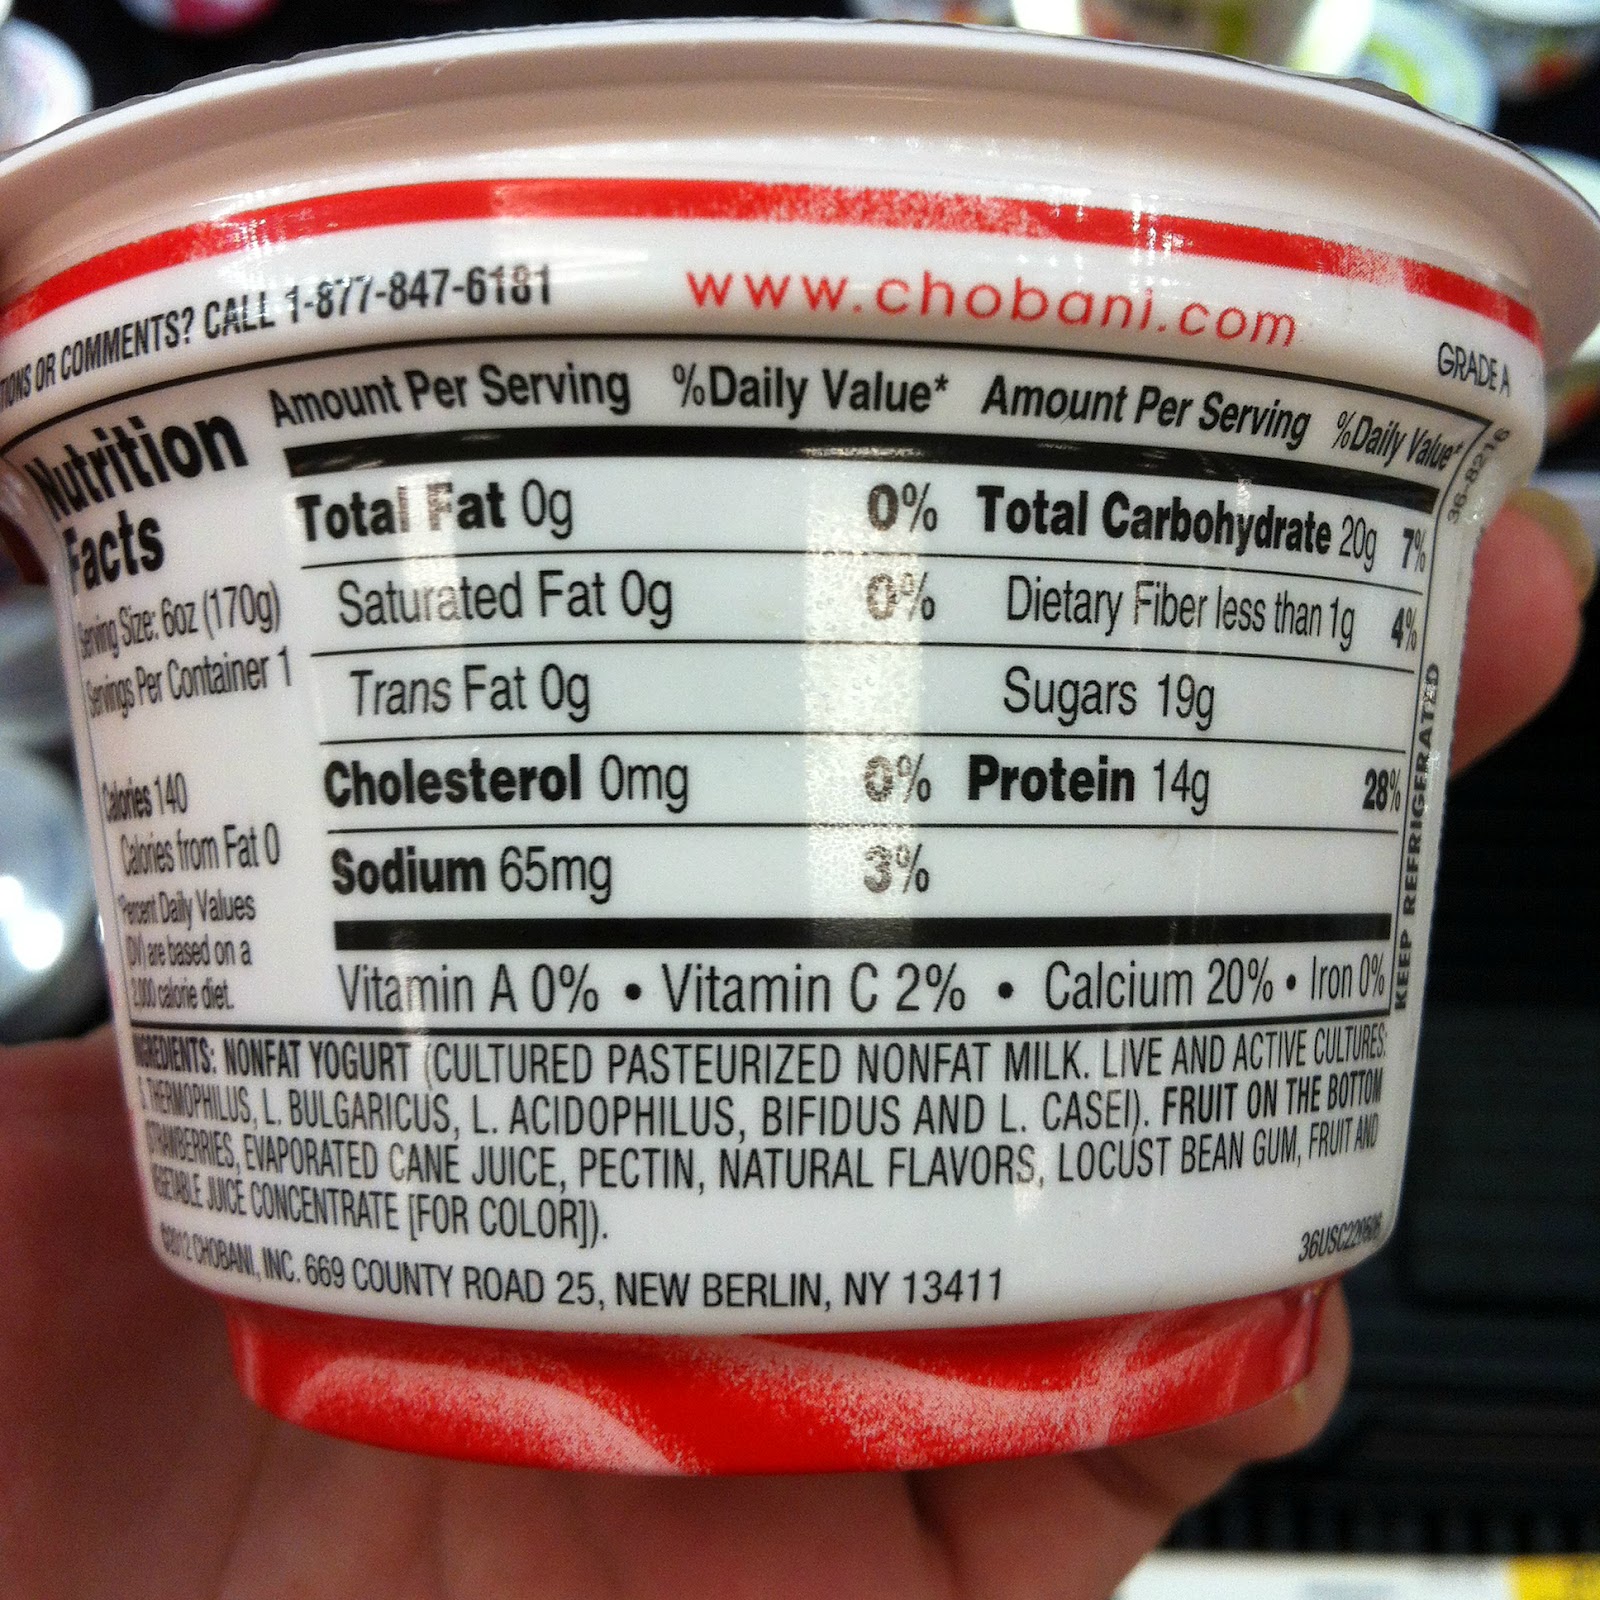 OR COMMENTS? CALL 1-877-847-6181
www.chobani.com
GRADE A
Nutrition
Facts
Serving Size: 6oz (170g)
Servings Per Container 1
Calories 140
Calories from Fat 0
*Percent Daily Values
(DV) are based on a
2,000 calorie diet.
Amount Per Serving %Daily Value* Amount Per Serving %Daily Value*
Total Fat 0g 0% Total Carbohydrate 20g 7%
Saturated Fat 0g 0% Dietary Fiber less than 1g 4%
Trans Fat 0g Sugars 19g
Cholesterol 0mg 0% Protein 14g 28%
Sodium 65mg 3%
Vitamin A 0% • Vitamin C 2% • Calcium 20% • Iron 0%
36-8216
KEEP REFRIGERATED
INGREDIENTS: NONFAT YOGURT (CULTURED PASTEURIZED NONFAT MILK. LIVE AND ACTIVE CULTURES:
S. THERMOPHILUS, L. BULGARICUS, L. ACIDOPHILUS, BIFIDUS AND L. CASEI). FRUIT ON THE BOTTOM
STRAWBERRIES, EVAPORATED CANE JUICE, PECTIN, NATURAL FLAVORS, LOCUST BEAN GUM, FRUIT AND
VEGETABLE JUICE CONCENTRATE [FOR COLOR]).
©2012 CHOBANI, INC. 669 COUNTY ROAD 25, NEW BERLIN, NY 13411